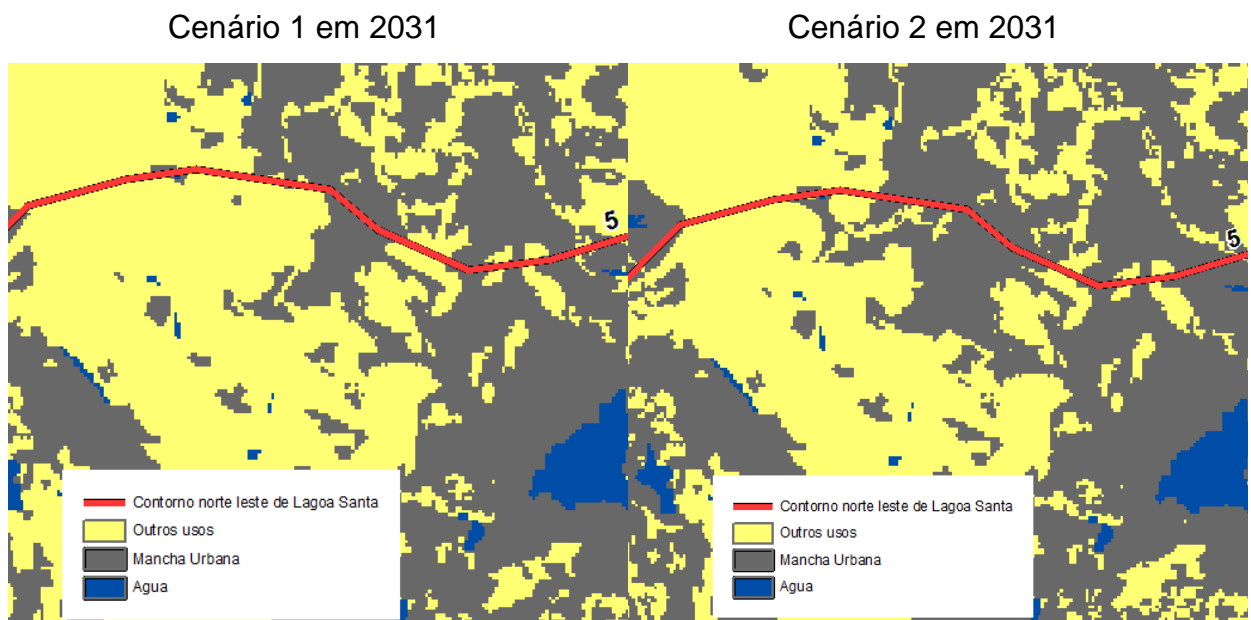 Cenário 1 em 2031
Cenário 2 em 2031
5
5
Contorno norte leste de Lagoa Santa
Outros usos
Mancha Urbana
Agua
Contorno norte leste de Lagoa Santa
Outros usos
Mancha Urbana
Agua